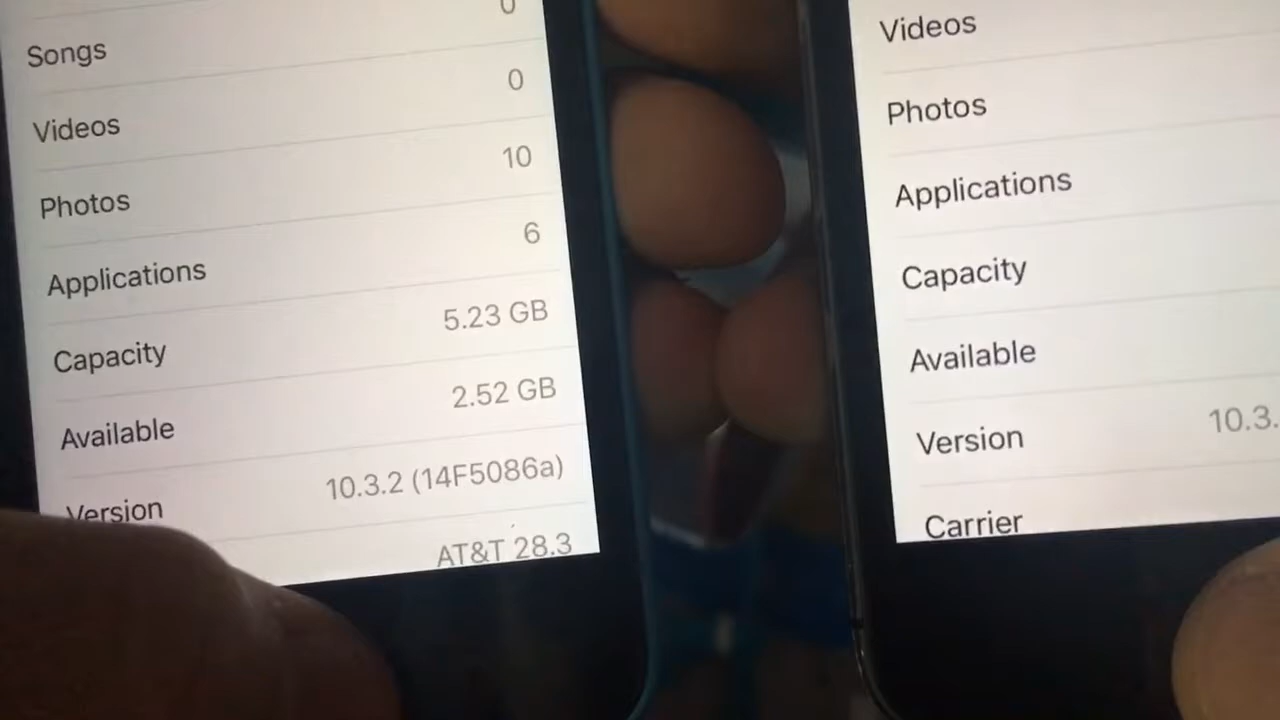 Songs 0
Videos 0
Photos 10
Applications 6
Capacity 5.23 GB
Available 2.52 GB
Version 10.3.2 (14F5086a)
AT&T 28.3
Videos
Photos
Applications
Capacity
Available
Version 10.3.
Carrier